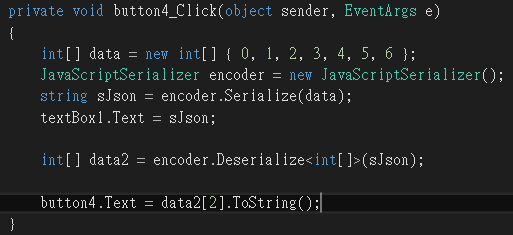 private void button4_Click(object sender, EventArgs e)
{
int[] data = new int[] { 0, 1, 2, 3, 4, 5, 6 };
JavaScriptSerializer encoder = new JavaScriptSerializer();
string sJson = encoder.Serialize(data);
textBox1.Text = sJson;
int[] data2 = encoder.Deserialize<int[]>(sJson);
button4.Text = data2[2].ToString();
}